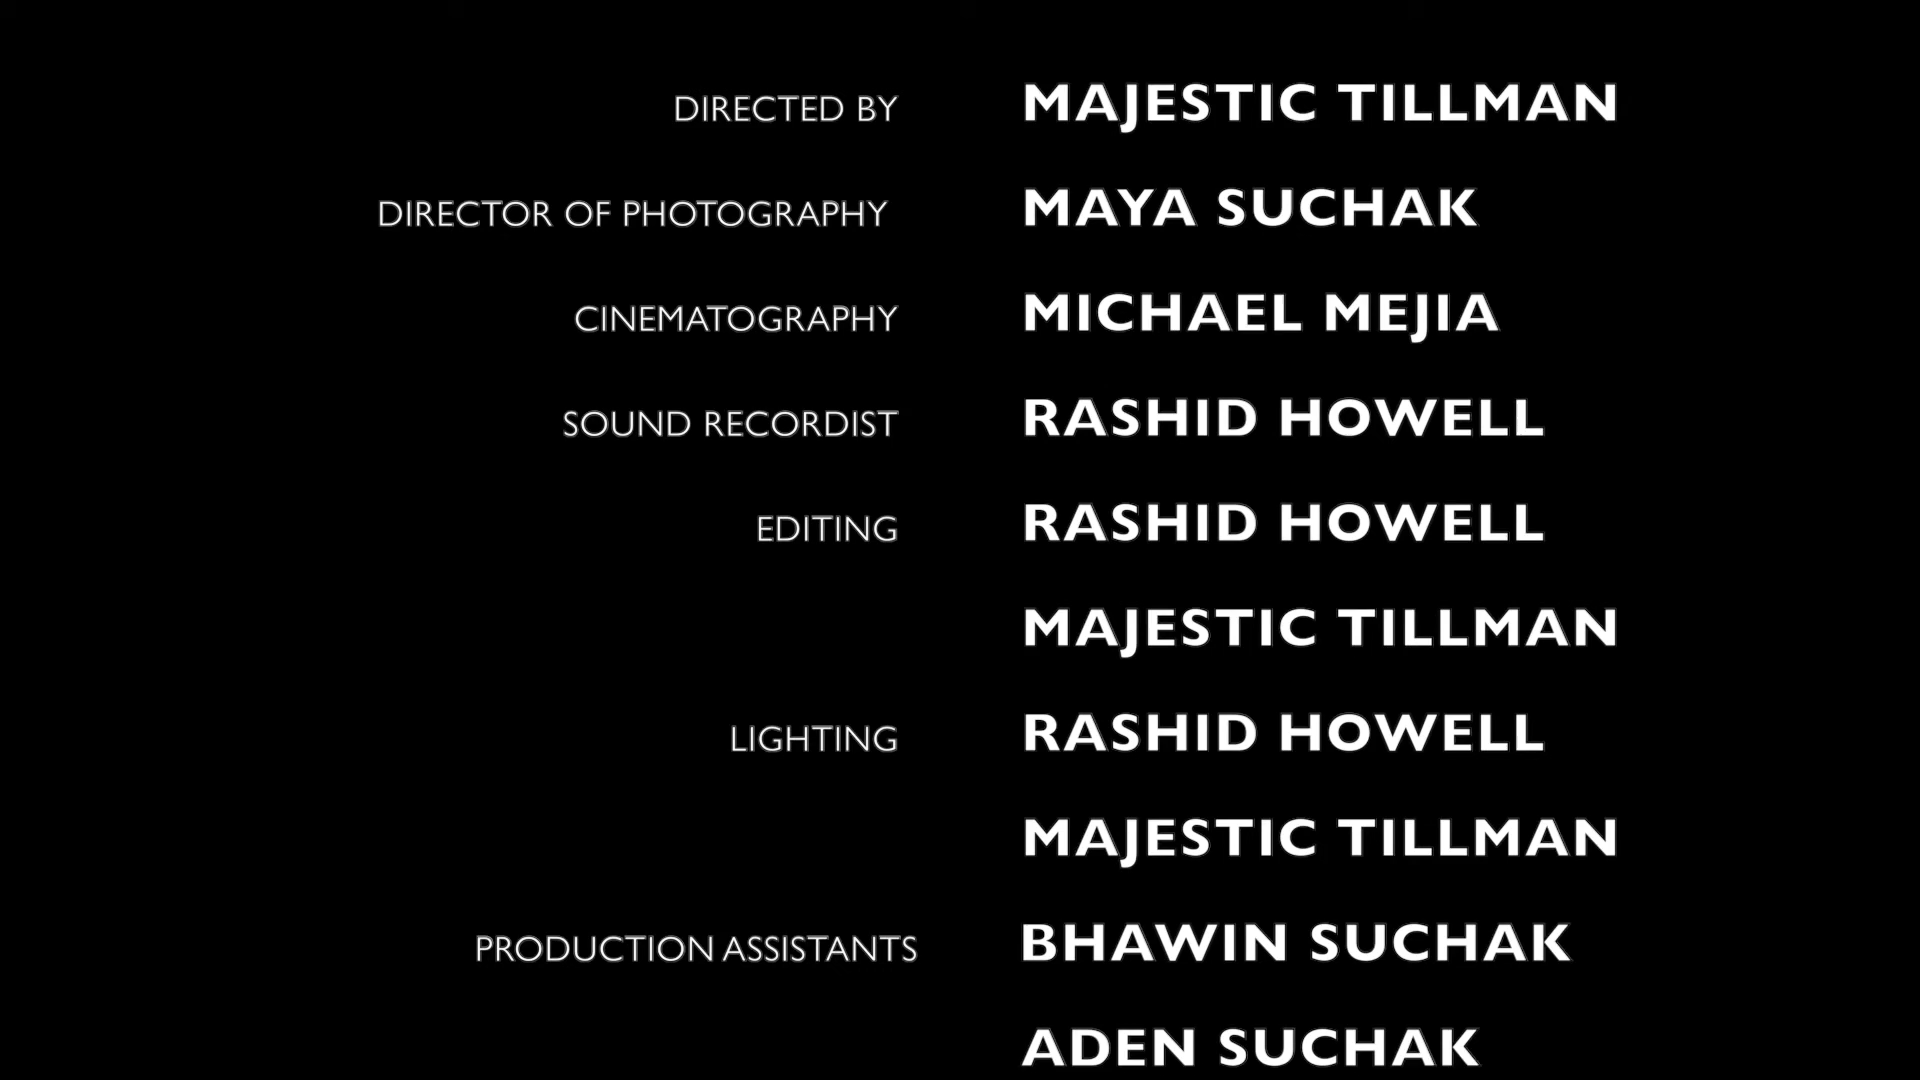 DIRECTED BY MAJESTIC TILLMAN
DIRECTOR OF PHOTOGRAPHY MAYA SUCHAK
CINEMATOGRAPHY MICHAEL MEJIA
SOUND RECORDIST RASHID HOWELL
EDITING RASHID HOWELL
MAJESTIC TILLMAN
LIGHTING RASHID HOWELL
MAJESTIC TILLMAN
PRODUCTION ASSISTANTS BHAWIN SUCHAK
ADEN SUCHAK